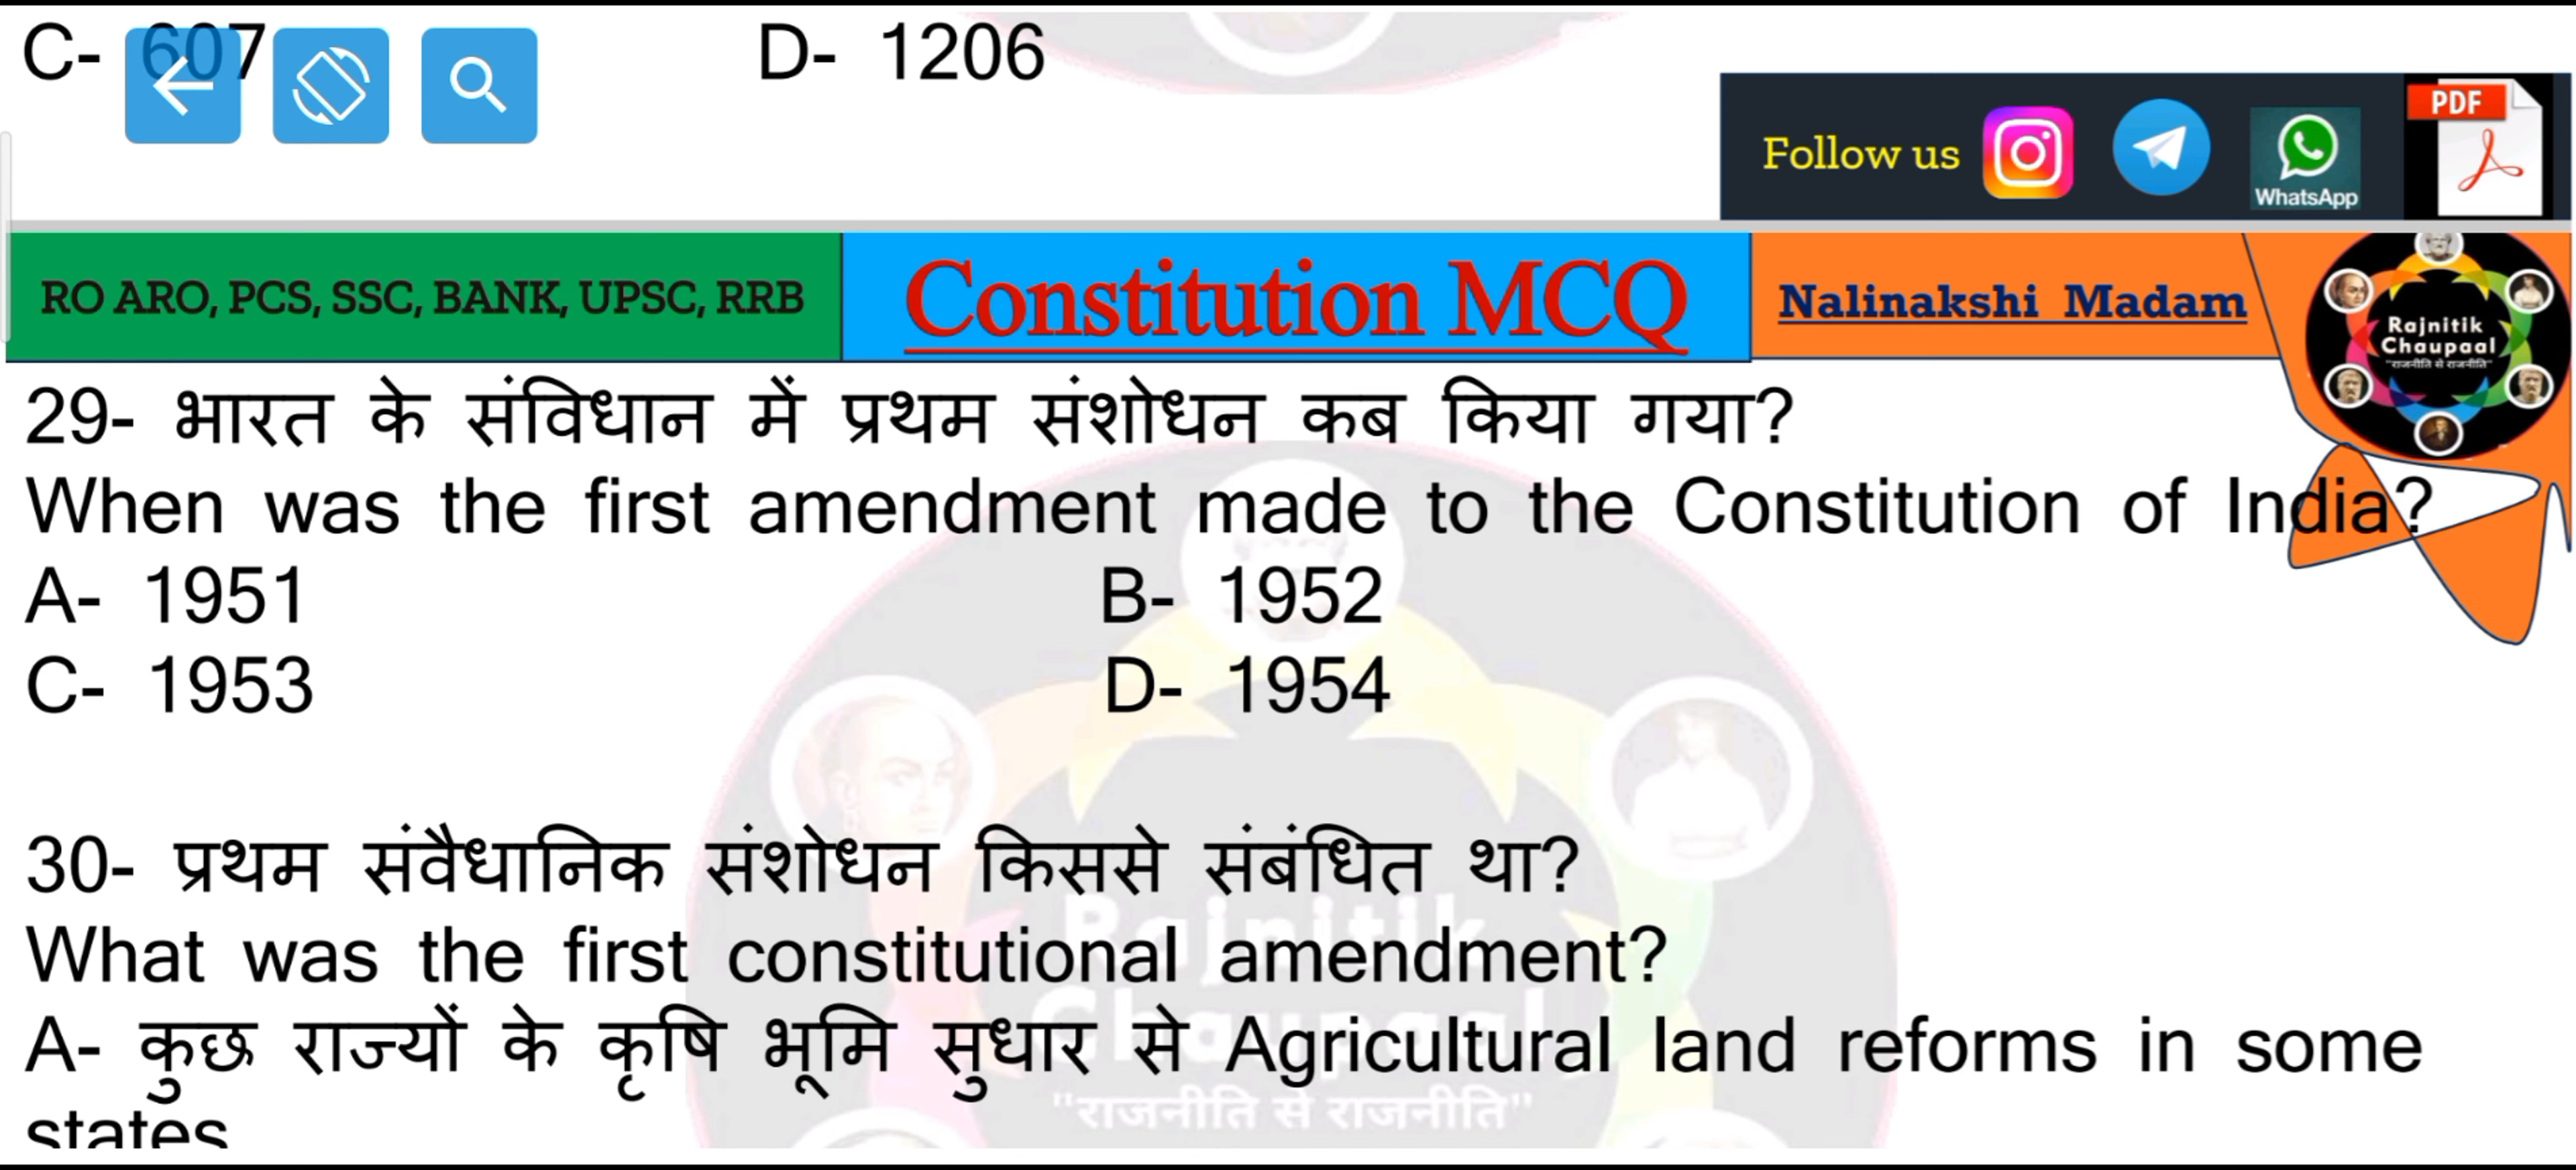 C- 607 D- 1206
Follow us
PDF
WhatsApp
RO ARO, PCS, SSC, BANK, UPSC, RRB Constitution MCQ Nalinakshi Madam
Rajnitik
Chaupaal
"राजनीति से राजनीति"
29- भारत के संविधान में प्रथम संशोधन कब किया गया?
When was the first amendment made to the Constitution of India?
A- 1951 B- 1952
C- 1953 D- 1954
30- प्रथम संवैधानिक संशोधन किससे संबंधित था?
What was the first constitutional amendment?
A- कुछ राज्यों के कृषि भूमि सुधार से Agricultural land reforms in some
states
Rajnitik
Chaupaal
"राजनीति से राजनीति"